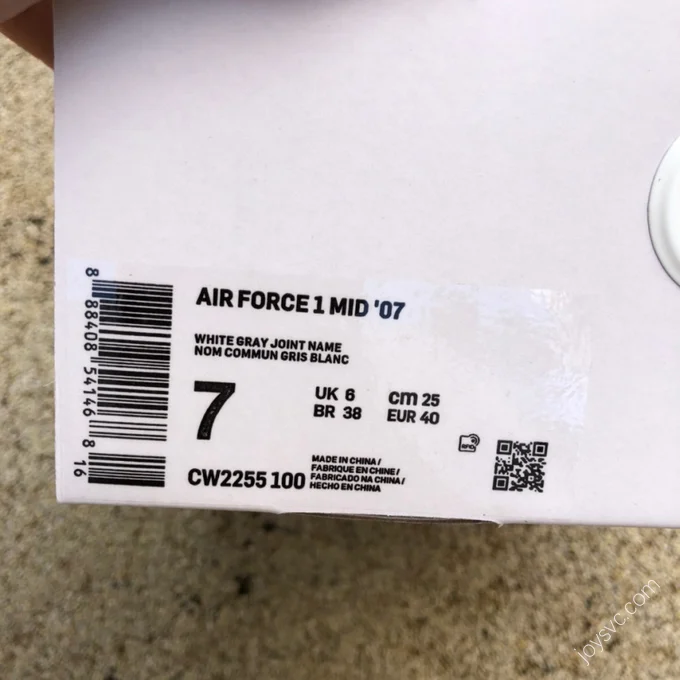 AIR FORCE 1 MID '07
WHITE GRAY JOINT NAME
NOM COMMUN GRIS BLANC
7
UK 6 cm 25
BR 38 EUR 40
CW2255 100
MADE IN CHINA /
FABRIQUE EN CHINE /
FABRICADO NA CHINA /
HECHO EN CHINA
RFID
8 88408 54146 8 16
joysvc.com